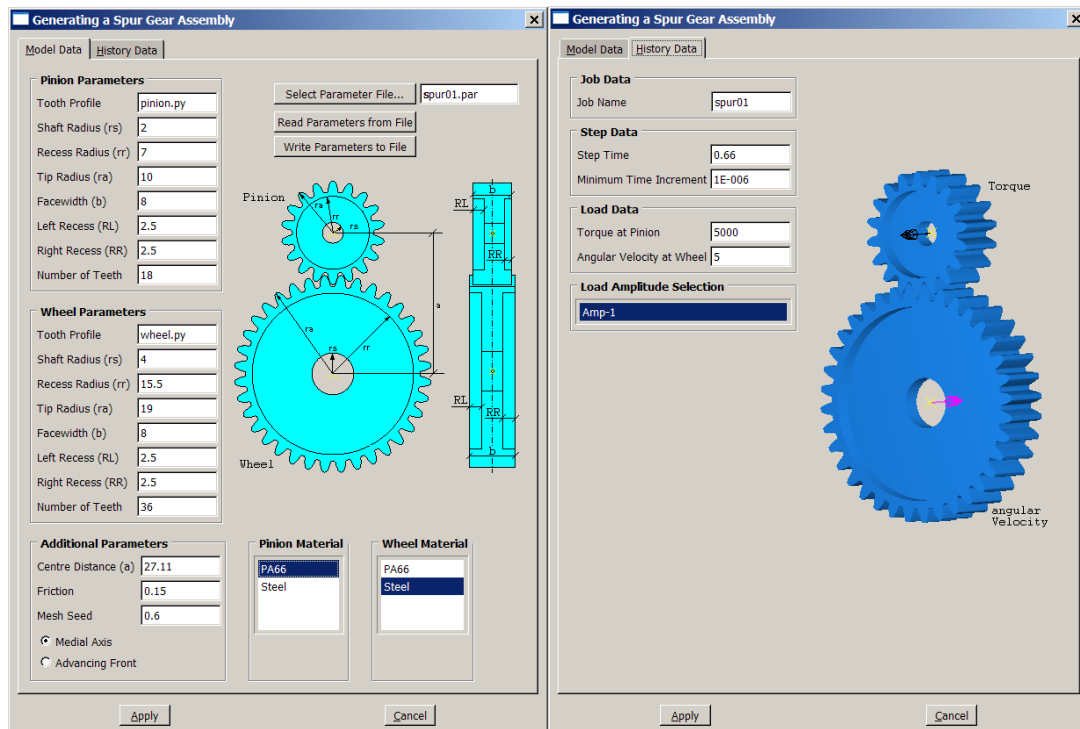 Generating a Spur Gear Assembly
Model Data
History Data
Pinion Parameters
Tooth Profile pinion.py
Shaft Radius (rs) 2
Recess Radius (rr) 7
Tip Radius (ra) 10
Facewidth (b) 8
Left Recess (RL) 2.5
Right Recess (RR) 2.5
Number of Teeth 18
Wheel Parameters
Tooth Profile wheel.py
Shaft Radius (rs) 4
Recess Radius (rr) 15.5
Tip Radius (ra) 19
Facewidth (b) 8
Left Recess (RL) 2.5
Right Recess (RR) 2.5
Number of Teeth 36
Additional Parameters
Centre Distance (a) 27.11
Friction 0.15
Mesh Seed 0.6
Medial Axis
Advancing Front
Select Parameter File... spur01.par
Read Parameters from File
Write Parameters to File
Pinion
ra
rr
rs
a
ra
rs
rr
Wheel
b
RL
RR
RL
RR
b
Pinion Material
PA66
Steel
Wheel Material
PA66
Steel
Apply
Cancel
Generating a Spur Gear Assembly
Model Data
History Data
Job Data
Job Name spur01
Step Data
Step Time 0.66
Minimum Time Increment 1E-006
Load Data
Torque at Pinion 5000
Angular Velocity at Wheel 5
Load Amplitude Selection
Amp-1
Torque
angular
Velocity
Apply
Cancel